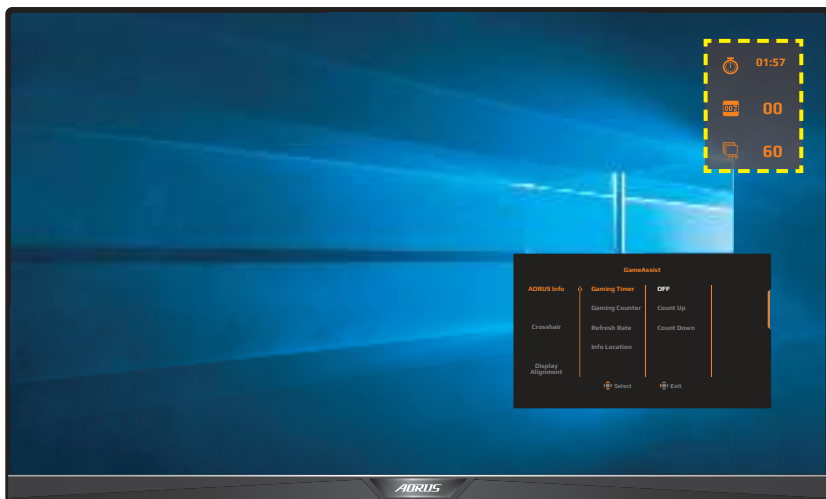 01:57
00
60
FPS
GameAssist
AORUS Info
Gaming Timer
OFF
Gaming Counter
Count Up
Crosshair
Refresh Rate
Count Down
Info Location
Display
Alignment
Select
Exit
AORUS